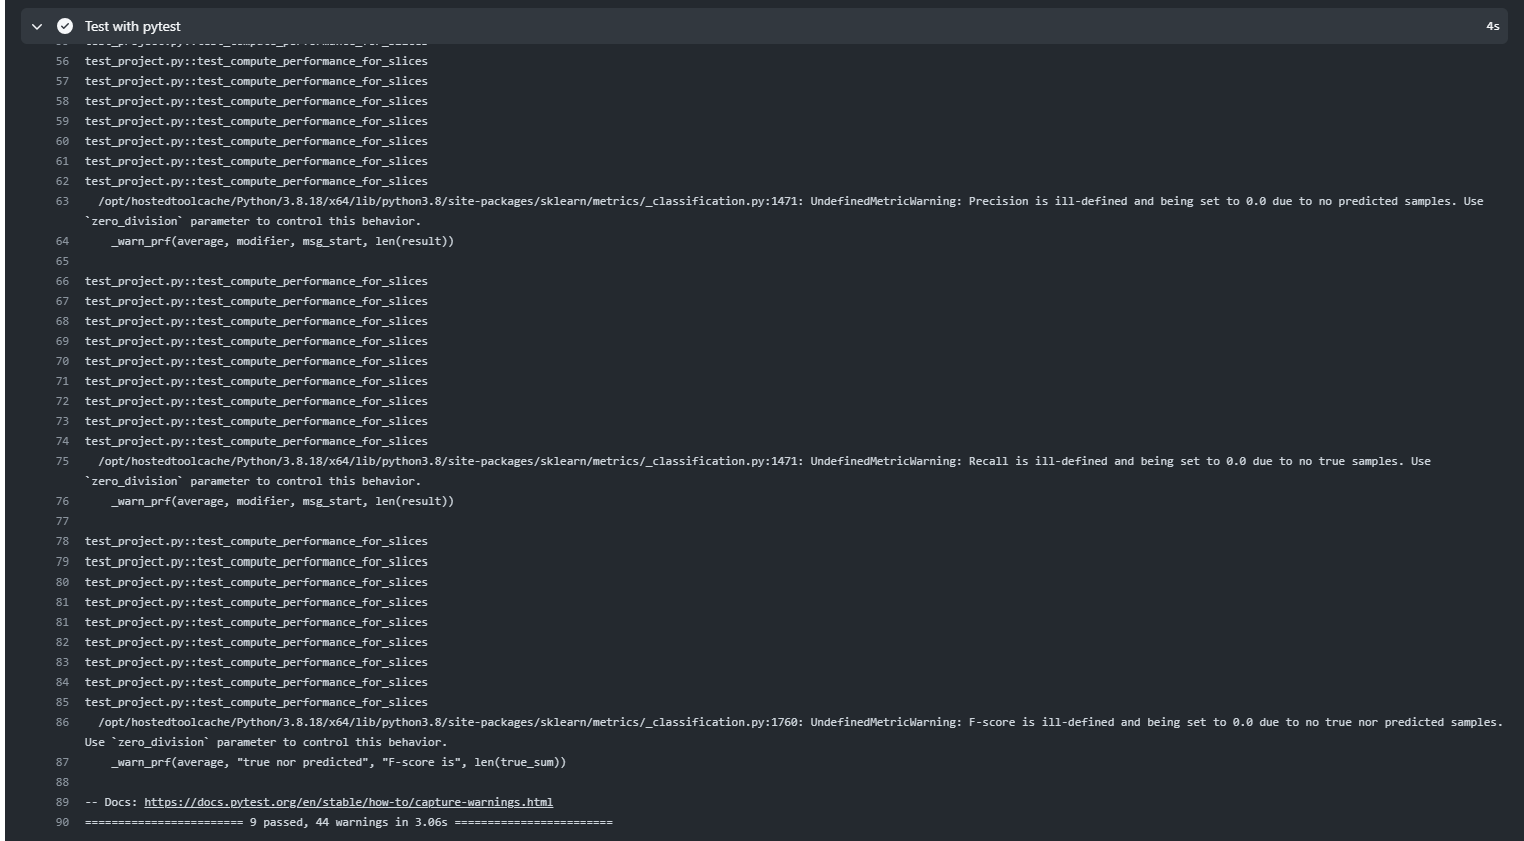 Test with pytest 4s
56 test_project.py::test_compute_performance_for_slices
57 test_project.py::test_compute_performance_for_slices
58 test_project.py::test_compute_performance_for_slices
59 test_project.py::test_compute_performance_for_slices
60 test_project.py::test_compute_performance_for_slices
61 test_project.py::test_compute_performance_for_slices
62 test_project.py::test_compute_performance_for_slices
63 /opt/hostedtoolcache/Python/3.8.18/x64/lib/python3.8/site-packages/sklearn/metrics/_classification.py:1471: UndefinedMetricWarning: Precision is ill-defined and being set to 0.0 due to no predicted samples. Use
`zero_division` parameter to control this behavior.
64 _warn_prf(average, modifier, msg_start, len(result))
65
66 test_project.py::test_compute_performance_for_slices
67 test_project.py::test_compute_performance_for_slices
68 test_project.py::test_compute_performance_for_slices
69 test_project.py::test_compute_performance_for_slices
70 test_project.py::test_compute_performance_for_slices
71 test_project.py::test_compute_performance_for_slices
72 test_project.py::test_compute_performance_for_slices
73 test_project.py::test_compute_performance_for_slices
74 test_project.py::test_compute_performance_for_slices
75 /opt/hostedtoolcache/Python/3.8.18/x64/lib/python3.8/site-packages/sklearn/metrics/_classification.py:1471: UndefinedMetricWarning: Recall is ill-defined and being set to 0.0 due to no true samples. Use
`zero_division` parameter to control this behavior.
76 _warn_prf(average, modifier, msg_start, len(result))
77
78 test_project.py::test_compute_performance_for_slices
79 test_project.py::test_compute_performance_for_slices
80 test_project.py::test_compute_performance_for_slices
81 test_project.py::test_compute_performance_for_slices
81 test_project.py::test_compute_performance_for_slices
82 test_project.py::test_compute_performance_for_slices
83 test_project.py::test_compute_performance_for_slices
84 test_project.py::test_compute_performance_for_slices
85 test_project.py::test_compute_performance_for_slices
86 /opt/hostedtoolcache/Python/3.8.18/x64/lib/python3.8/site-packages/sklearn/metrics/_classification.py:1760: UndefinedMetricWarning: F-score is ill-defined and being set to 0.0 due to no true nor predicted samples.
Use `zero_division` parameter to control this behavior.
87 _warn_prf(average, "true nor predicted", "F-score is", len(true_sum))
88
89 -- Docs: https://docs.pytest.org/en/stable/how-to/capture-warnings.html
90 ======================== 9 passed, 44 warnings in 3.06s ========================